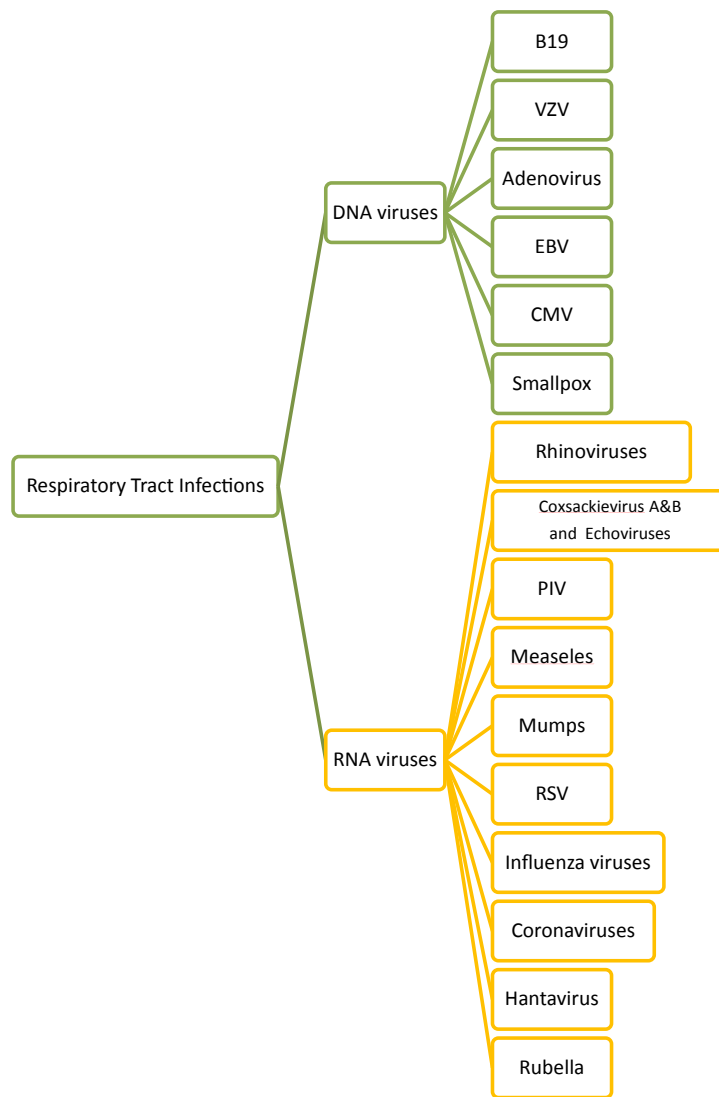 Respiratory Tract Infections
DNA viruses
B19
VZV
Adenovirus
EBV
CMV
Smallpox
RNA viruses
Rhinoviruses
Coxsackievirus A&B
and Echoviruses
PIV
Measeles
Mumps
RSV
Influenza viruses
Coronaviruses
Hantavirus
Rubella